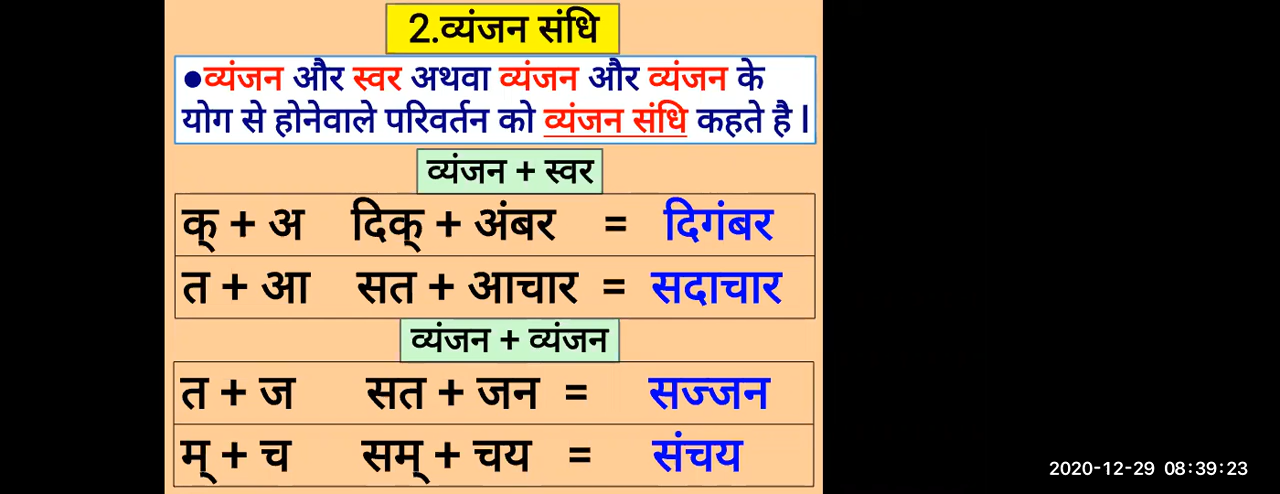 2.व्यंजन संधि
●व्यंजन और स्वर अथवा व्यंजन और व्यंजन के
योग से होनेवाले परिवर्तन को व्यंजन संधि कहते है l
व्यंजन + स्वर
क् + अ दिक् + अंबर = दिगंबर
त + आ सत + आचार = सदाचार
व्यंजन + व्यंजन
त + ज सत + जन = सज्जन
म् + च सम् + चय = संचय
2020-12-29 08:39:23